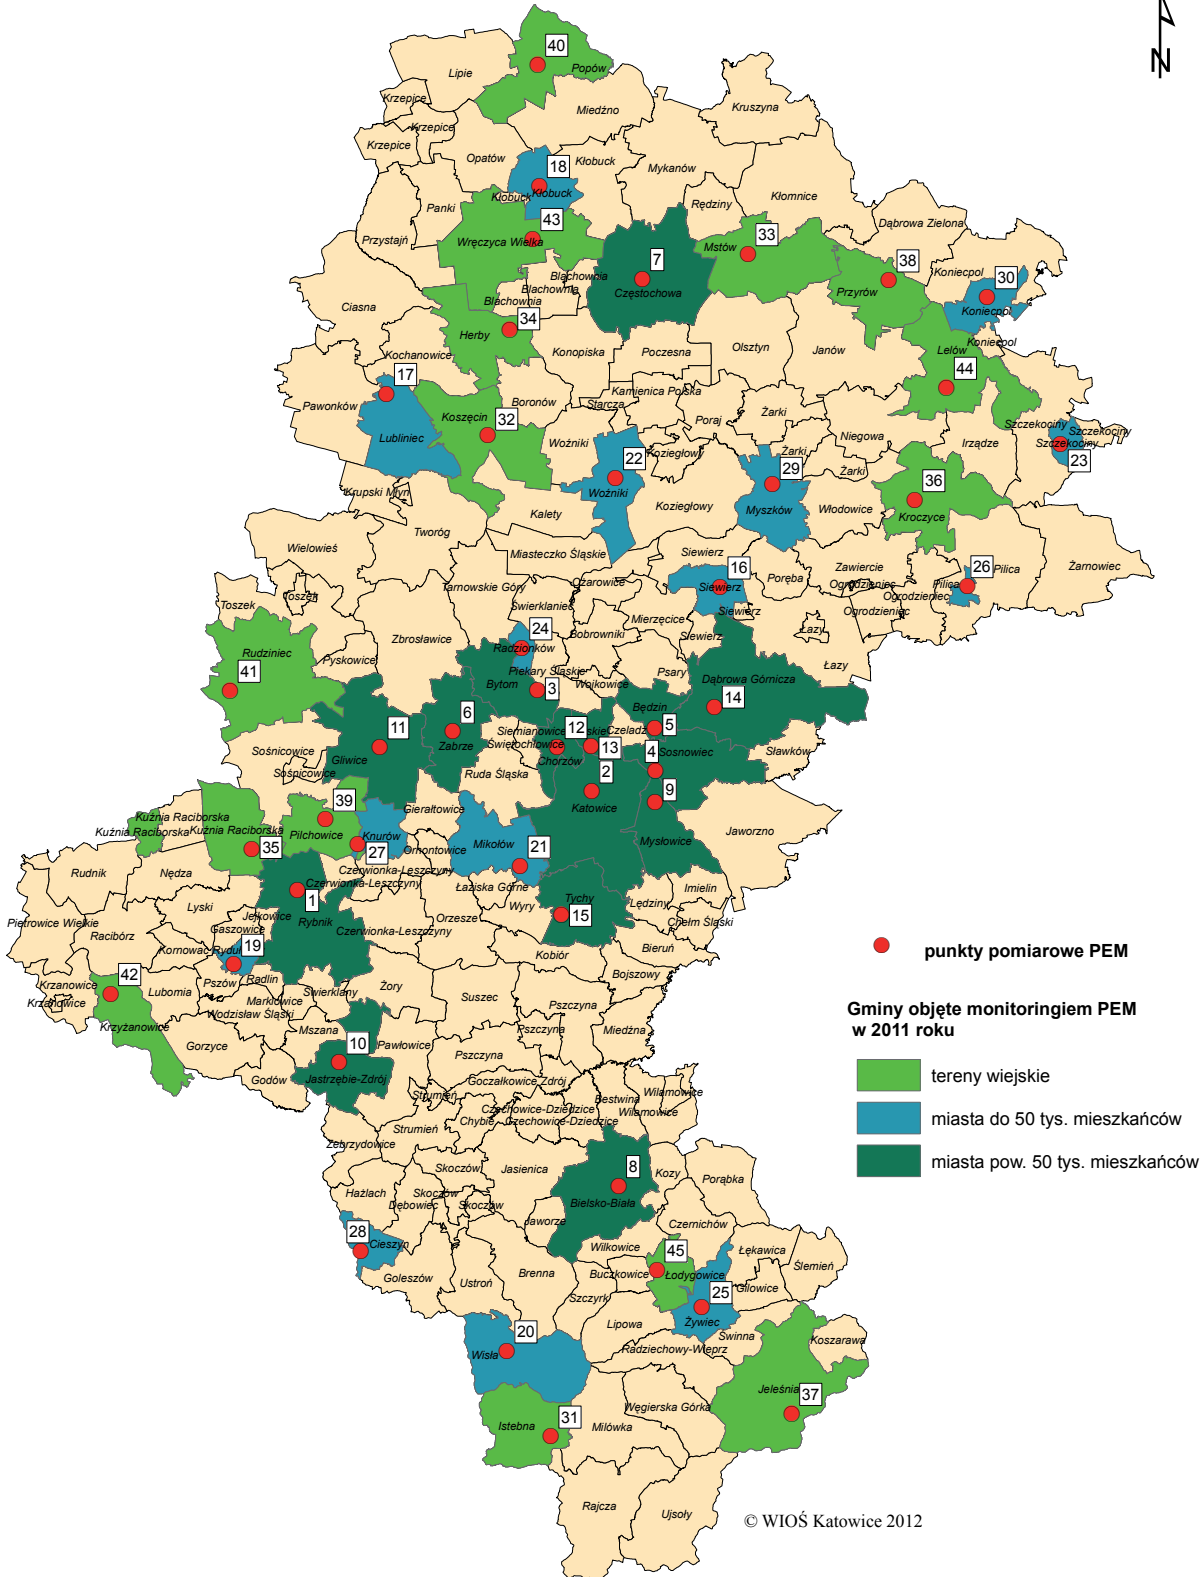 N
40
Lipie
Popów
Krzepice
Miedźno
Kruszyna
Krzepice
Krzepice
Opatów
18
Kłobuck
Mykanów
Kłobuck
Kłobuck
Panki
Rędziny
Kłomnice
43
Dąbrowa Zielona
Przystajń
Wręczyca Wielka
Mstów
33
7
38
Koniecpol
30
Blachownia
Blachownia
Częstochowa
Przyrów
Koniecpol
Ciasna
Blachownia
34
Herby
Koniecpol
Kochanowice
Konopiska
Poczesna
Olsztyn
Janów
Lelów
17
44
Kamienica Polska
Pawonków
Boronów
Starcza
Żarki
Koszęcin
32
Poraj
Szczekociny
Szczekociny
Lubliniec
Woźniki
Niegowa
Irządze
Szczekociny
Koziegłowy
Żarki
23
22
29
Żarki
36
Krupski Młyn
Woźniki
Koziegłowy
Myszków
Włodowice
Kroczyce
Kalety
Tworóg
Wielowieś
Miasteczko Śląskie
Siewierz
Zawiercie
26
Pilica
Żarnowiec
16
Poręba
Ożarowice
Tarnowskie Góry
Siewierz
Ogrodzieniec
Pilica
Toszek
Toszek
Ogrodzieniec
Świerklaniec
Mierzęcice
Siewierz
Ogrodzieniec
24
Bobrowniki
Siewierz
Łazy
Zbrosławice
Radzionków
Rudziniec
Pyskowice
Łazy
41
Piekary Śląskie
Psary
Dąbrowa Górnicza
Bytom
3
Wojkowice
Będzin
14
6
11
12
5
Czeladź
Zabrze
13
4
Sosnowiec
Sławków
Gliwice
Chorzów
Sośnicowice
Ruda Śląska
2
Sośnicowice
9
39
Katowice
Gierałtowice
Kuźnia Raciborska
Kuźnia Raciborska
Kuźnia Raciborska
Pilchowice
Knurów
Mikołów
Mysłowice
Jaworzno
35
27
Ornontowice
21
Rudnik
Nędza
Czerwionka-Leszczyny
Czerwionka-Leszczyny
Łaziska Górne
Imielin
1
Tychy
Lędziny
Lyski
Wyry
Jejkowice
Rybnik
Orzesze
15
Chełm Śląski
Pietrowice Wielkie
Gaszowice
Czerwionka-Leszczyny
Racibórz
19
Bieruń
Kornowac
Kobiór
punkty pomiarowe PEM
42
Pszów
Radlin
Bojszowy
Krzanowice
Lubomia
Świerklany
Żory
Krzanowice
Marklowice
Suszec
Pszczyna
Wodzisław Śląski
Gminy objęte monitoringiem PEM
w 2011 roku
Krzyżanowice
Mszana
Pszczyna
Miedźna
10
Pawłowice
Gorzyce
Pszczyna
tereny wiejskie
Godów
Jastrzębie-Zdrój
Goczałkowice Zdrój
Strumień
Bestwina
Wilamowice
Czechowice-Dziedzice
Wilamowice
miasta do 50 tys. mieszkańców
Chybie
Czechowice-Dziedzice
Strumień
Zebrzydowice
miasta pow. 50 tys. mieszkańców
Skoczów
Jasienica
8
Kozy
Porąbka
Hażlach
Skoczów
Dębowiec
Skoczów
Bielsko-Biała
Jaworze
Czernichów
28
Cieszyn
Wilkowice
45
Łękawica
Ślemień
Goleszów
Ustroń
Brenna
Buczkowice
Łodygowice
Gilowice
25
Szczyrk
Żywiec
20
Lipowa
Świnna
Koszarawa
Wisła
Radziechowy-Wieprz
Jeleśnia
37
31
Węgierska Górka
Istebna
Milówka
Rajcza
Ujsoły
© WIOŚ Katowice 2012